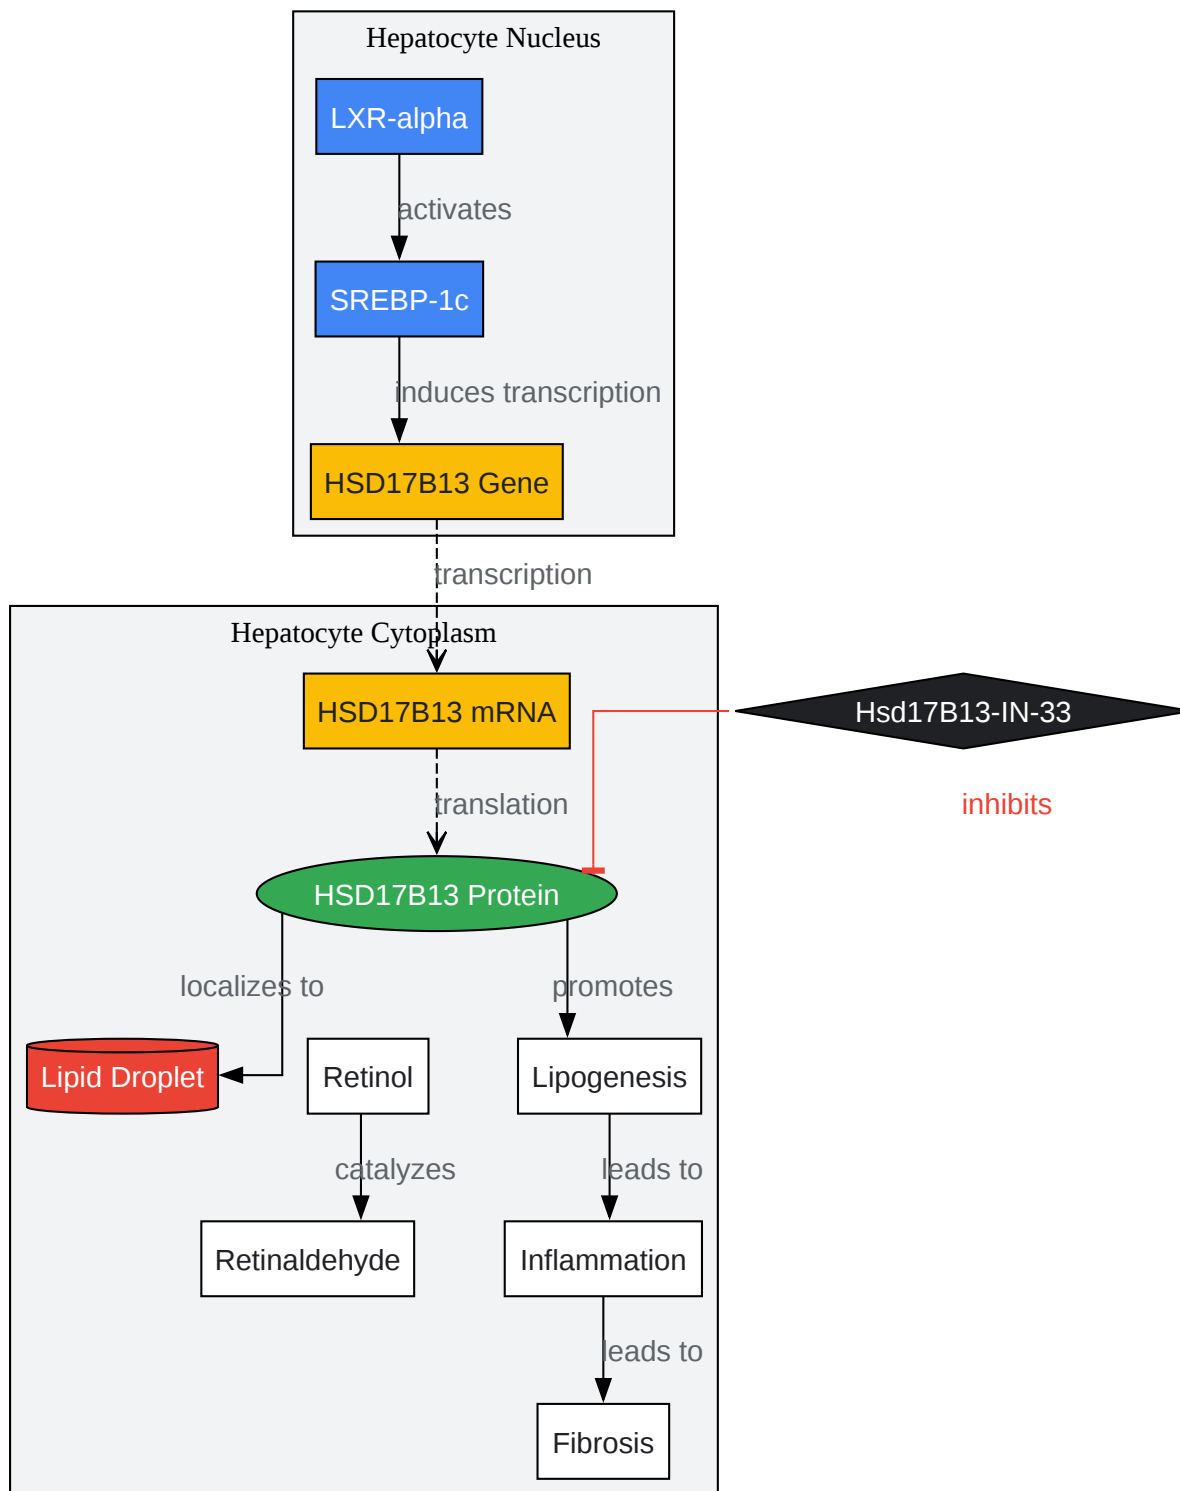 Hepatocyte Nucleus
LXR-alpha
activates
SREBP-1c
induces transcription
HSD17B13 Gene
transcription
Hepatocyte Cytoplasm
HSD17B13 mRNA
Hsd17B13-IN-33
translation
inhibits
HSD17B13 Protein
localizes to
promotes
Lipid Droplet
Retinol
Lipogenesis
catalyzes
leads to
Retinaldehyde
Inflammation
leads to
Fibrosis